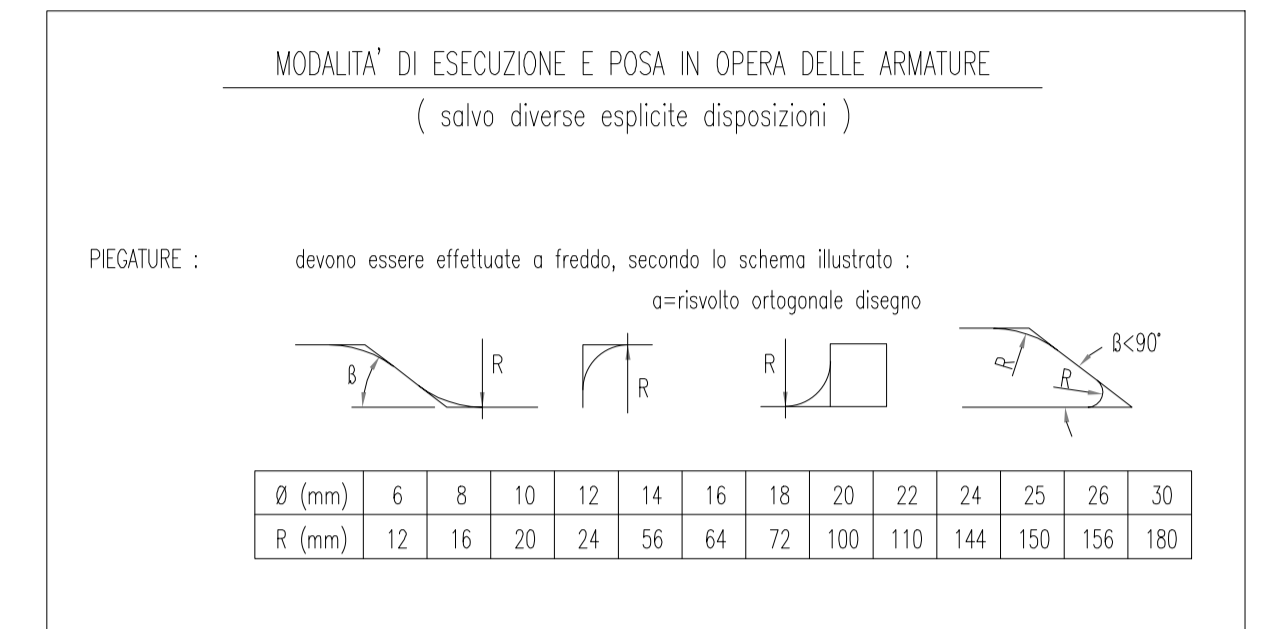 MODALITA' DI ESECUZIONE E POSA IN OPERA DELLE ARMATURE
( salvo diverse esplicite disposizioni )
PIEGATURE : devono essere effettuate a freddo, secondo lo schema illustrato :
a=risvolto ortogonale disegno
ß R R R R R ß<90°
Ø (mm) 6 8 10 12 14 16 18 20 22 24 25 26 30
R (mm) 12 16 20 24 56 64 72 100 110 144 150 156 180